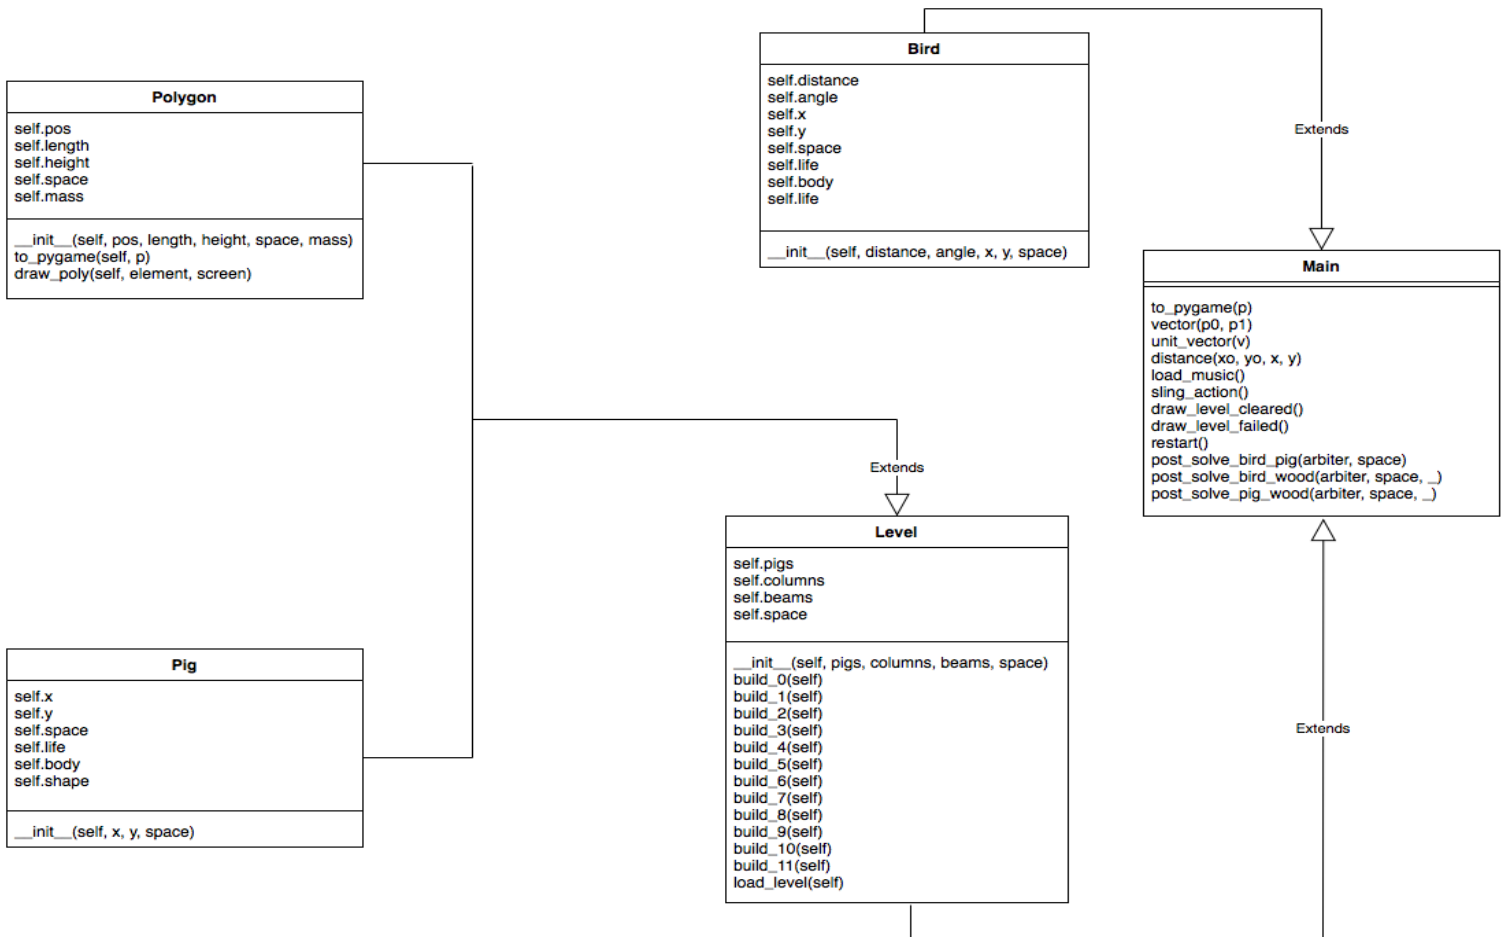 Bird
self.distance
self.angle
self.x
self.y
self.space
self.life
self.body
self.life
__init__(self, distance, angle, x, y, space)
Polygon
self.pos
self.length
self.height
self.space
self.mass
__init__(self, pos, length, height, space, mass)
to_pygame(self, p)
draw_poly(self, element, screen)
Extends
Main
to_pygame(p)
vector(p0, p1)
unit_vector(v)
distance(xo, yo, x, y)
load_music()
sling_action()
draw_level_cleared()
draw_level_failed()
restart()
post_solve_bird_pig(arbiter, space)
post_solve_bird_wood(arbiter, space, _)
post_solve_pig_wood(arbiter, space, _)
Extends
Level
self.pigs
self.columns
self.beams
self.space
__init__(self, pigs, columns, beams, space)
build_0(self)
build_1(self)
build_2(self)
build_3(self)
build_4(self)
build_5(self)
build_6(self)
build_7(self)
build_8(self)
build_9(self)
build_10(self)
build_11(self)
load_level(self)
Pig
self.x
self.y
self.space
self.life
self.body
self.shape
__init__(self, x, y, space)
Extends